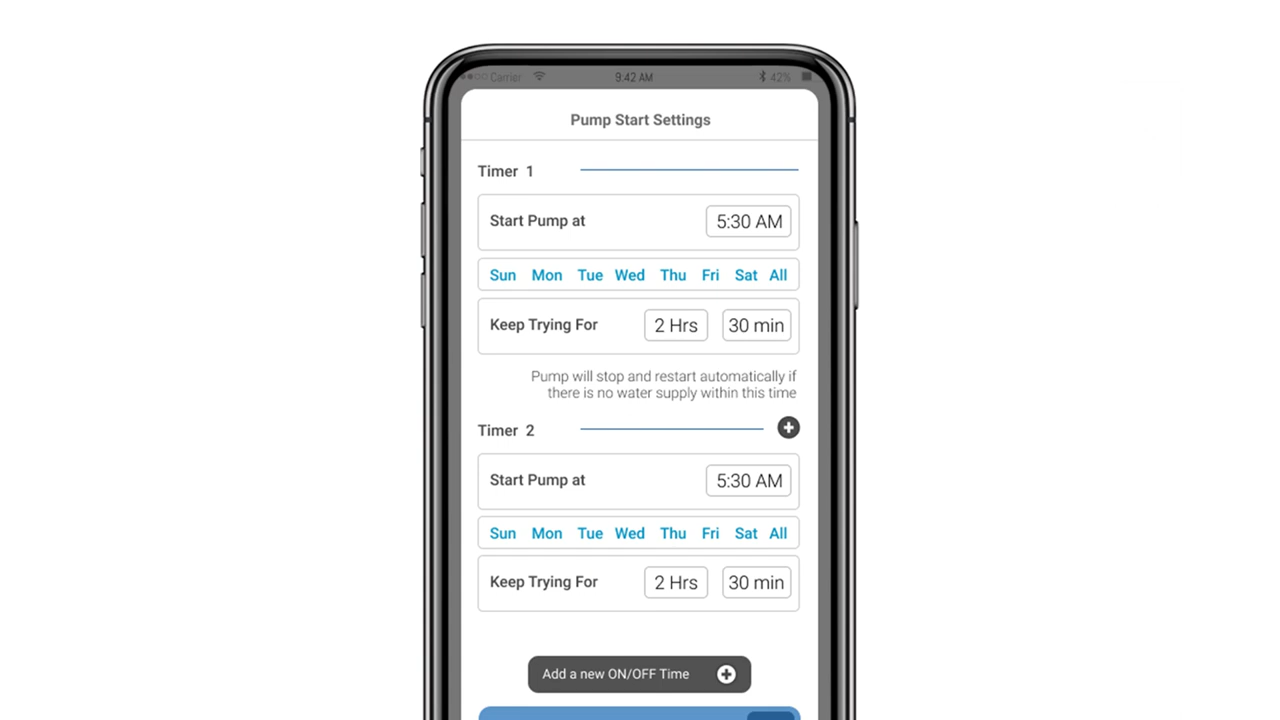 Carrier 9:42 AM 42%
Pump Start Settings
Timer 1
Start Pump at 5:30 AM
Sun Mon Tue Wed Thu Fri Sat All
Keep Trying For 2 Hrs 30 min
Pump will stop and restart automatically if
there is no water supply within this time
Timer 2
Start Pump at 5:30 AM
Sun Mon Tue Wed Thu Fri Sat All
Keep Trying For 2 Hrs 30 min
Add a new ON/OFF Time